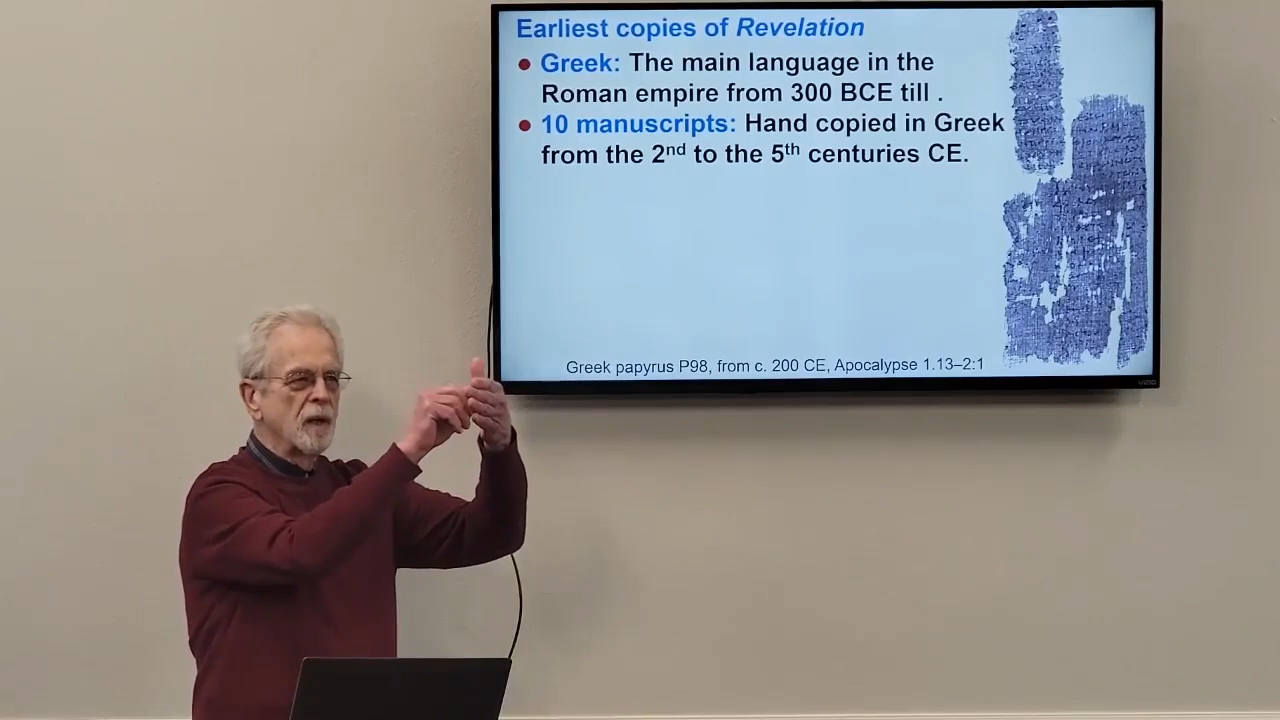 Earliest copies of Revelation
• Greek: The main language in the
Roman empire from 300 BCE till .
• 10 manuscripts: Hand copied in Greek
from the 2nd to the 5th centuries CE.
Greek papyrus P98, from c. 200 CE, Apocalypse 1.13–2:1
VIZIO